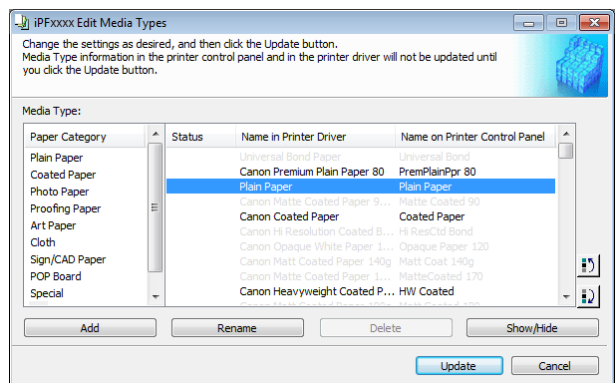 iPFxxxx Edit Media Types
Change the settings as desired, and then click the Update button.
Media Type information in the printer control panel and in the printer driver will not be updated until
you click the Update button.
Media Type:
Paper Category Status Name in Printer Driver Name on Printer Control Panel
Plain Paper
Coated Paper
Photo Paper
Proofing Paper
Art Paper
Cloth
Sign/CAD Paper
POP Board
Special
Universal Bond Paper Universal Bond
Canon Premium Plain Paper 80 PremPlainPpr 80
Plain Paper Plain Paper
Canon Matte Coated Paper 9... Matte Coated 90
Canon Coated Paper Coated Paper
Canon Hi Resolution Coated B... Hi ResCtd Bond
Canon Opaque White Paper 1... Opaque Paper 120
Canon Matt Coated Paper 140g Matt Coat 140g
Canon Matte Coated Paper 1... MatteCoated 170
Canon Heavyweight Coated P... HW Coated
Add Rename Delete Show/Hide
Update Cancel